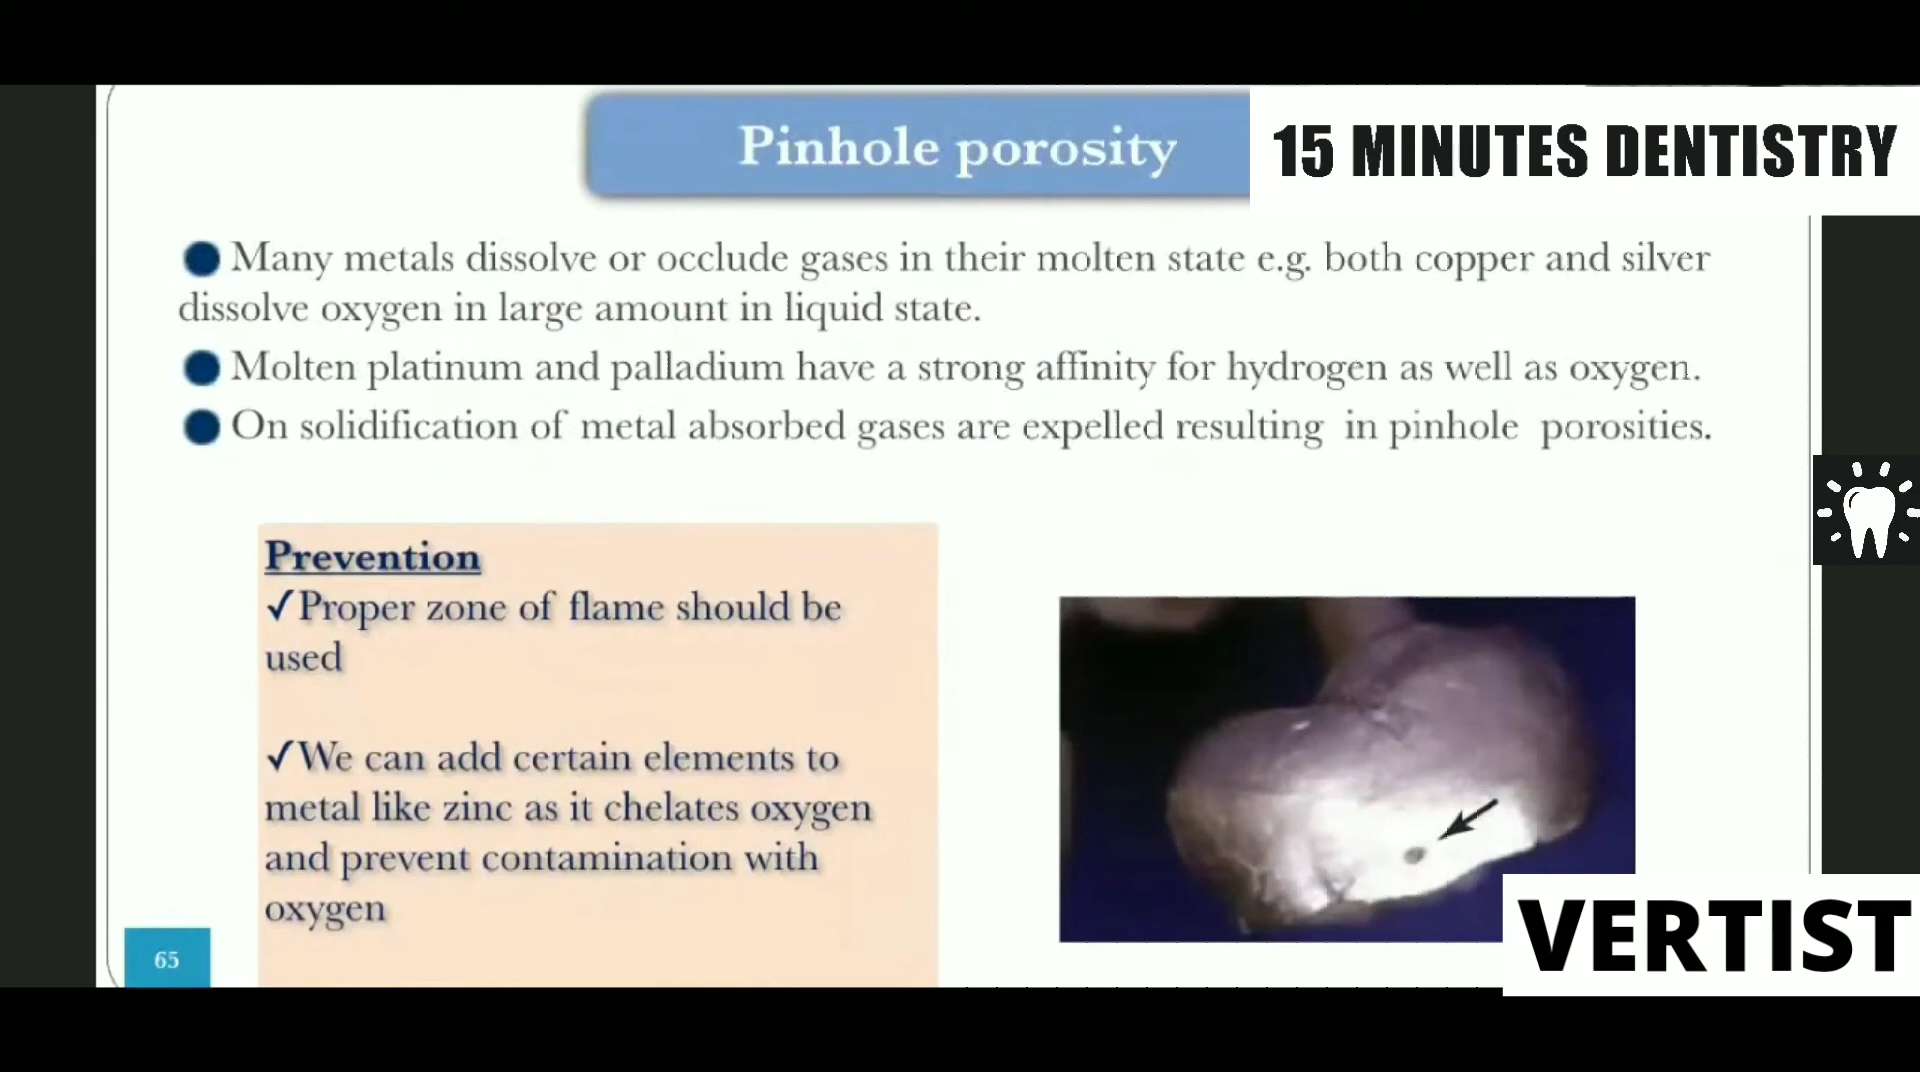 Pinhole porosity
15 MINUTES DENTISTRY
Many metals dissolve or occlude gases in their molten state e.g. both copper and silver
dissolve oxygen in large amount in liquid state.
Molten platinum and palladium have a strong affinity for hydrogen as well as oxygen.
On solidification of metal absorbed gases are expelled resulting in pinhole porosities.
Prevention
✓Proper zone of flame should be
used
✓We can add certain elements to
metal like zinc as it chelates oxygen
and prevent contamination with
oxygen
65
VERTIST